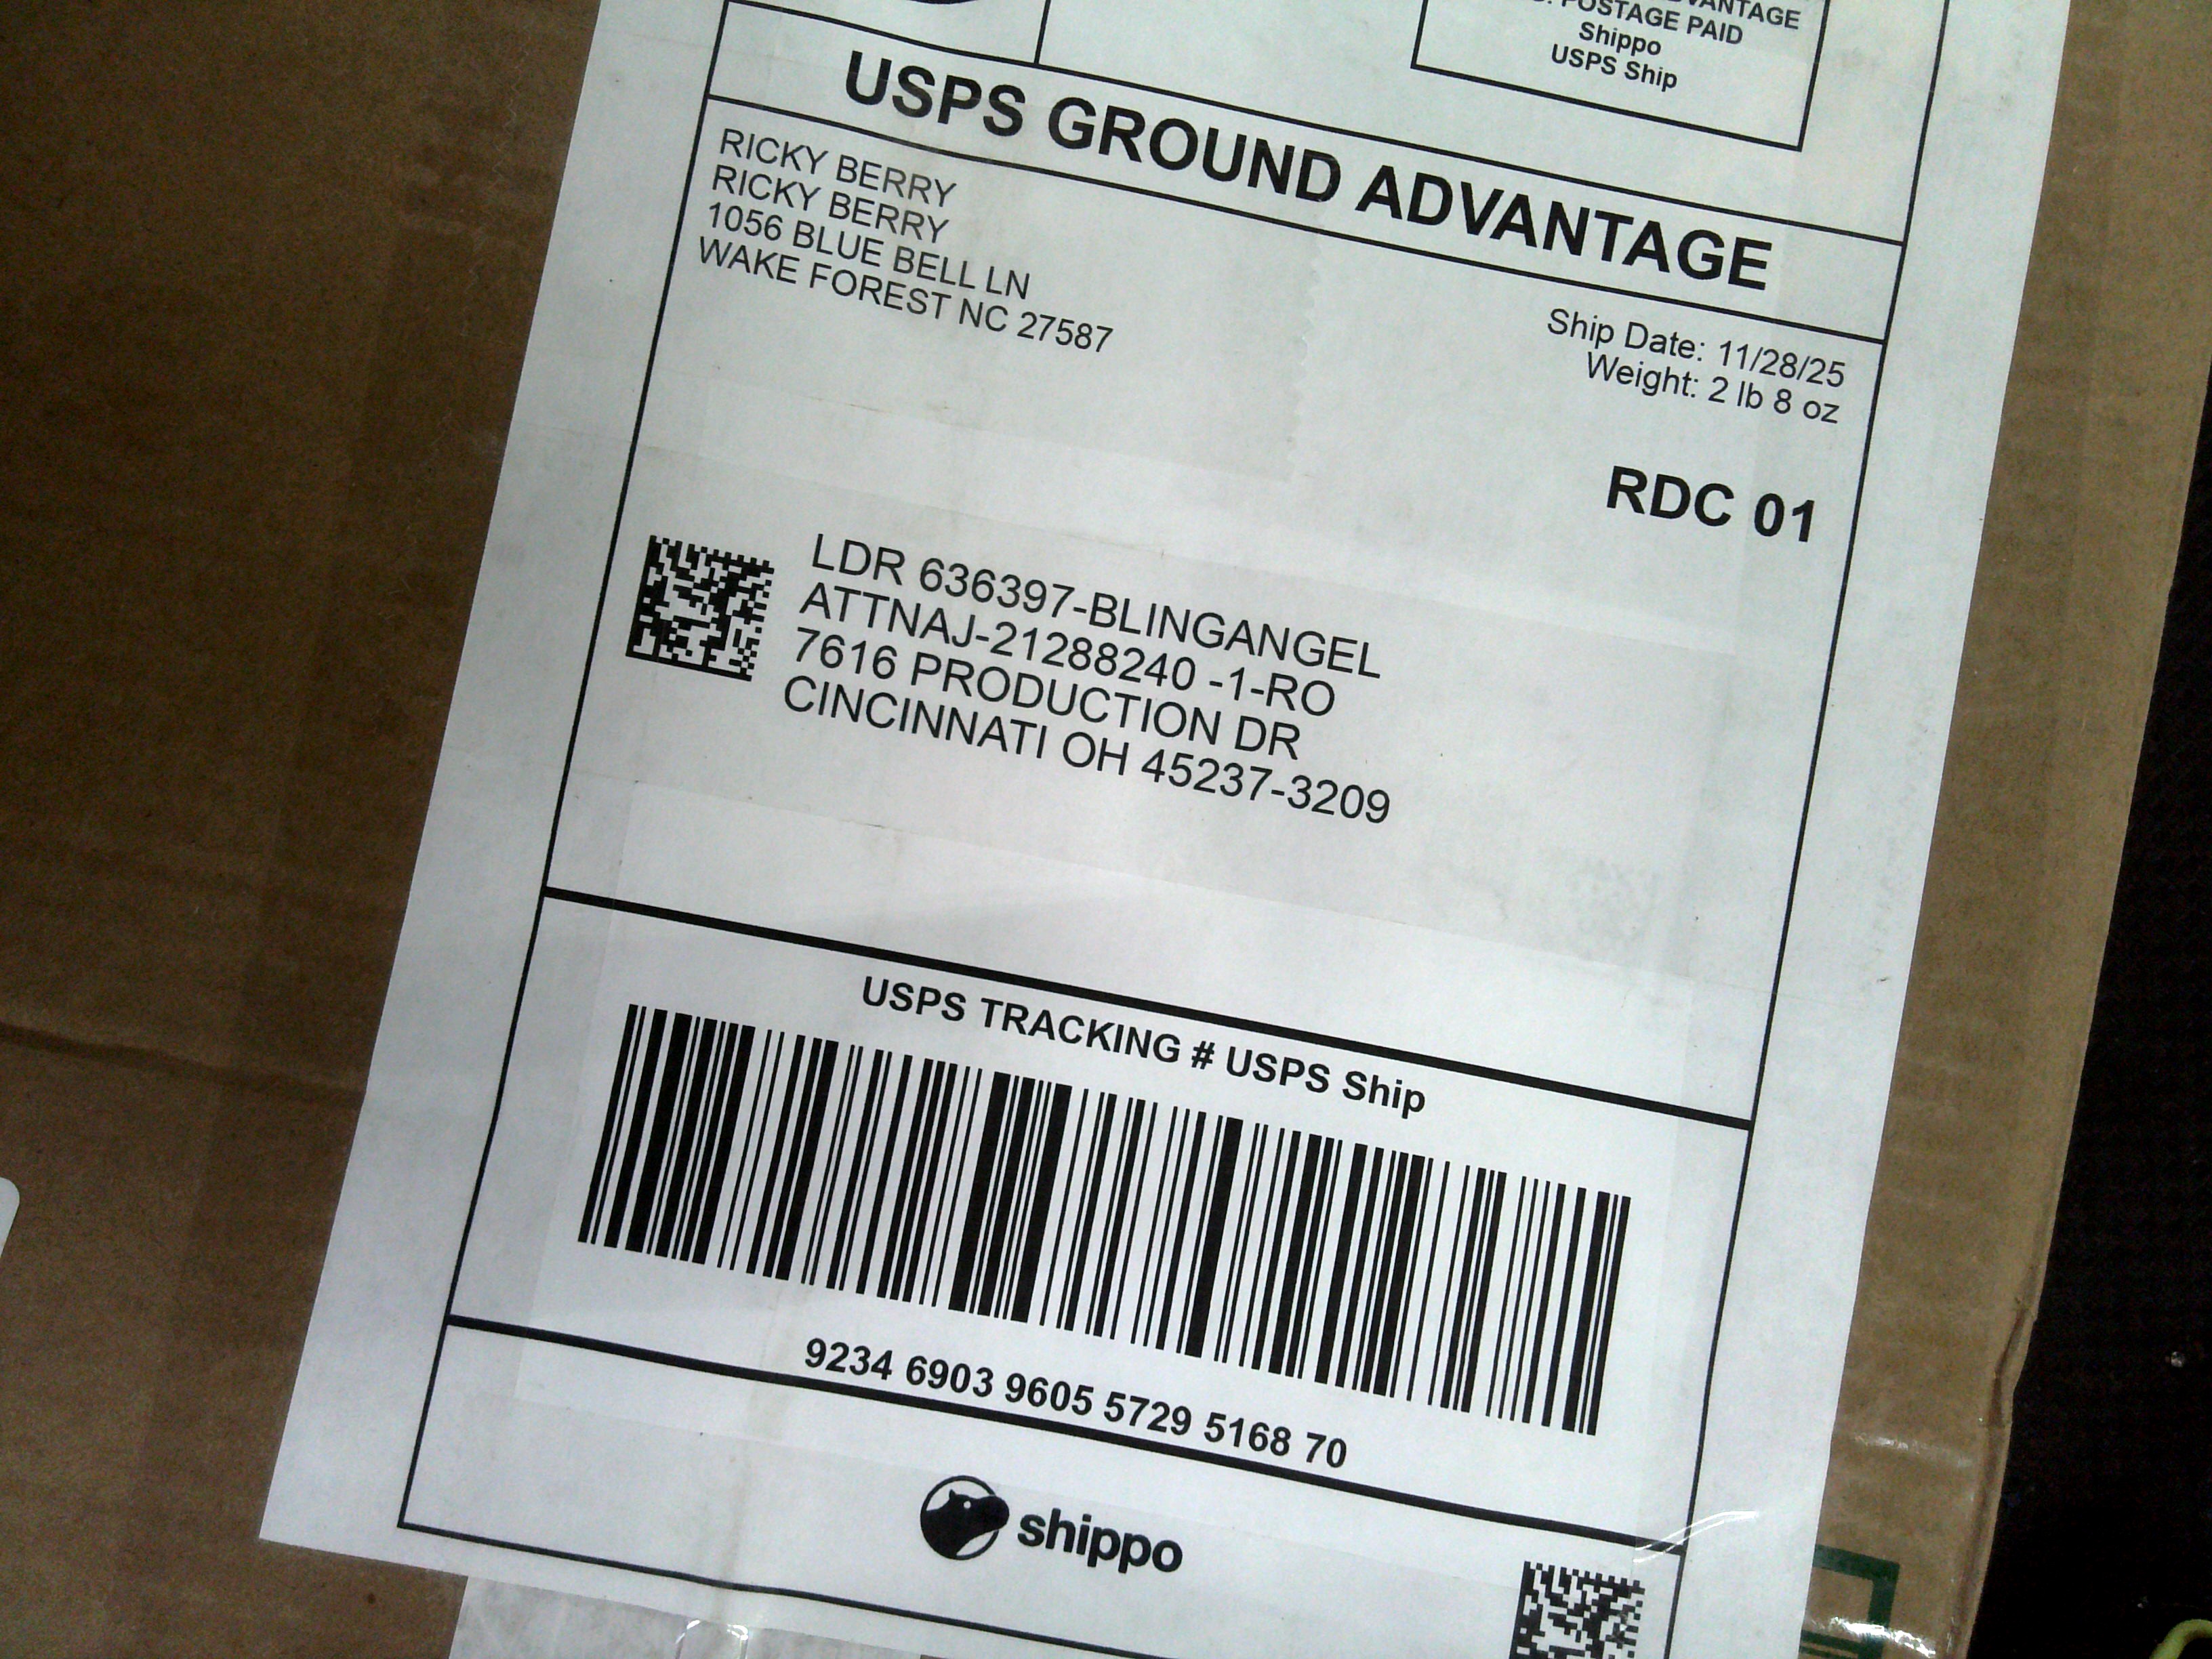 ADVANTAGE
POSTAGE PAID
Shippo
USPS Ship
USPS GROUND ADVANTAGE
RICKY BERRY
RICKY BERRY
1056 BLUE BELL LN
WAKE FOREST NC 27587
Ship Date: 11/28/25
Weight: 2 lb 8 oz
RDC 01
LDR 636397-BLINGANGEL
ATTNAJ-21288240 -1-RO
7616 PRODUCTION DR
CINCINNATI OH 45237-3209
USPS TRACKING # USPS Ship
9234 6903 9605 5729 5168 70
shippo